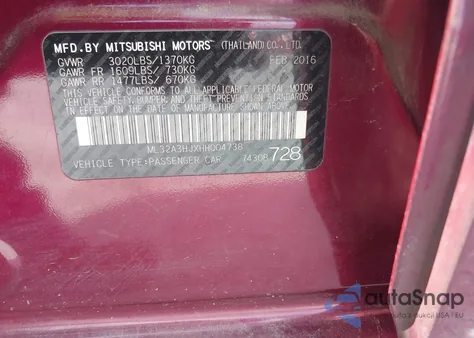 MFD.BY MITSUBISHI MOTORS (THAILAND) CO., LTD.
GVWR 3020LBS/1370KG FEB 2016
GAWR FR 1609LBS/ 730KG
GAWR RR 1477LBS/ 670KG
THIS VEHICLE CONFORMS TO ALL APPLICABLE FEDERAL MOTOR
VEHICLE SAFETY, BUMPER, AND THEFT PREVENTION STANDARDS
IN EFFECT ON THE DATE OF MANUFACTURE SHOWN ABOVE.
ML32A3HJXHH004738
VEHICLE TYPE:PASSENGER CAR 7430B 728
autoSnap